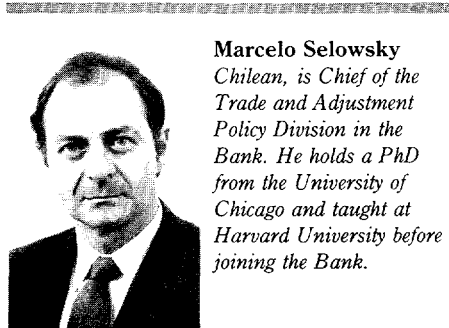 Marcelo Selowsky
Chilean, is Chief of the
Trade and Adjustment
Policy Division in the
Bank. He holds a PhD
from the University of
Chicago and taught at
Harvard University before
joining the Bank.